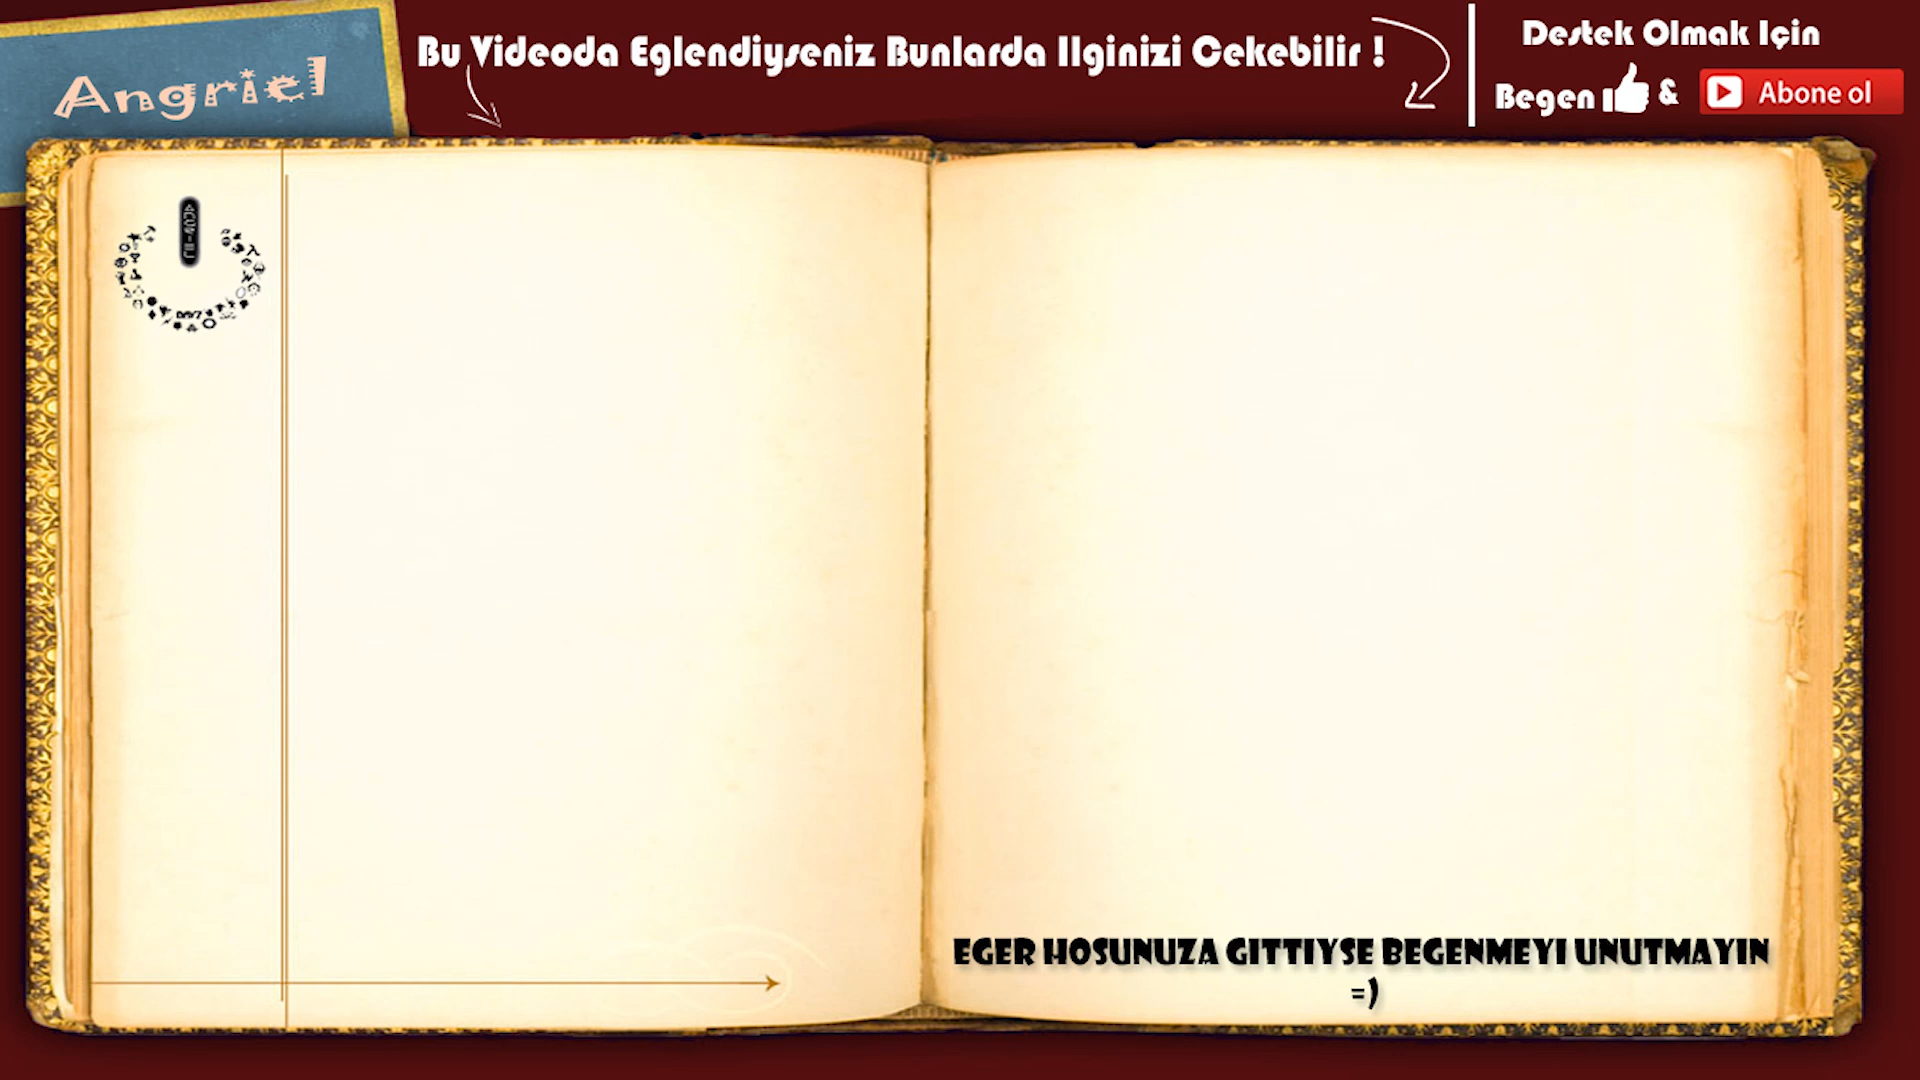 Angriel
Bu Videoda Eglendiyseniz Bunlarda Ilginizi Cekebilir !
Destek Olmak Için
Begen & Abone ol
EGER HOSUNUZA GITTIYSE BEGENMEYI UNUTMAYIN
=)